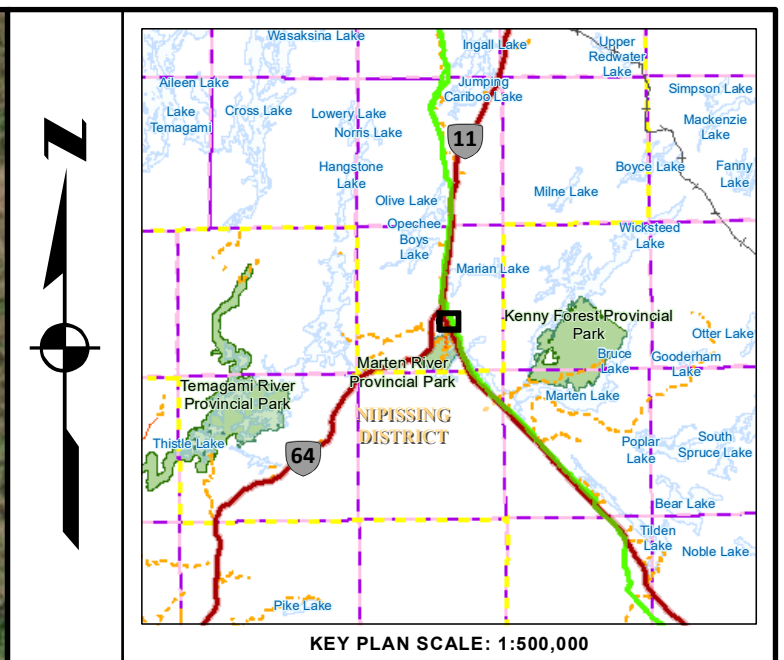 Wasaksina Lake
Ingall Lake
Upper
Redwater
Lake
Aileen Lake
Jumping
Cariboo Lake
Simpson Lake
Lake
Temagami
Cross Lake
Lowery Lake
Norris Lake
Mackenzie
Lake
11
Hangstone
Lake
Boyce Lake
Fanny
Lake
Olive Lake
Milne Lake
Opechee
Boys
Lake
Wicksteed
Lake
Marian Lake
Kenny Forest Provincial
Park
Otter Lake
Marten River
Provincial Park
Bruce
Lake
Gooderham
Lake
Temagami River
Provincial Park
Marten Lake
NIPISSING
DISTRICT
Thistle Lake
64
Poplar
Lake
South
Spruce Lake
Bear Lake
Tilden
Lake
Noble Lake
Pike Lake
N
KEY PLAN SCALE: 1:500,000